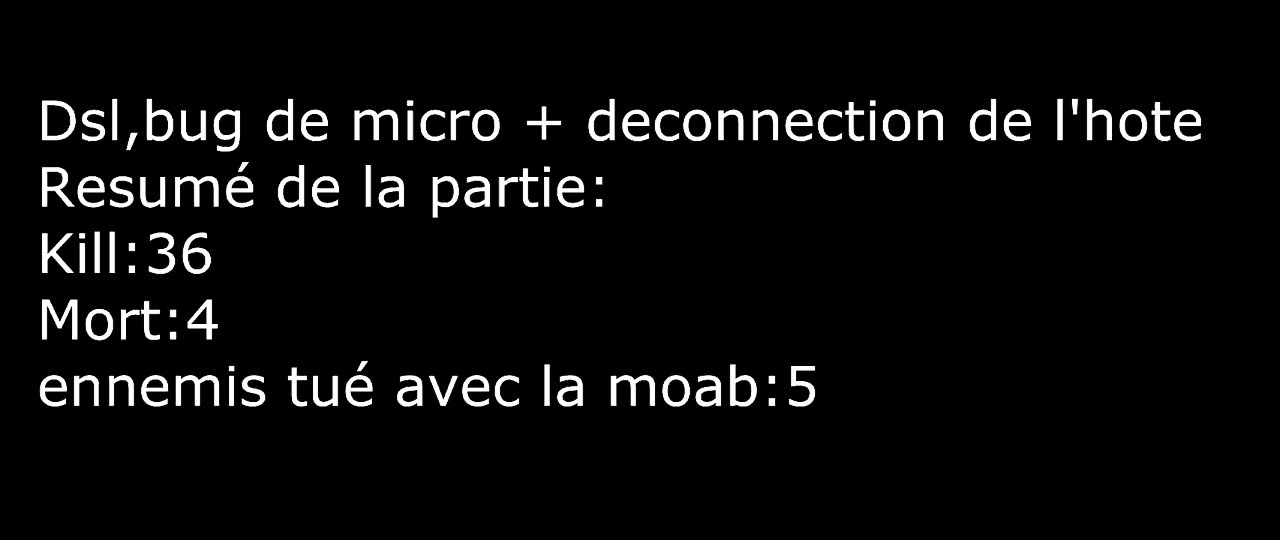 Dsl,bug de micro + deconnection de l'hote
Resumé de la partie:
Kill:36
Mort:4
ennemis tué avec la moab:5